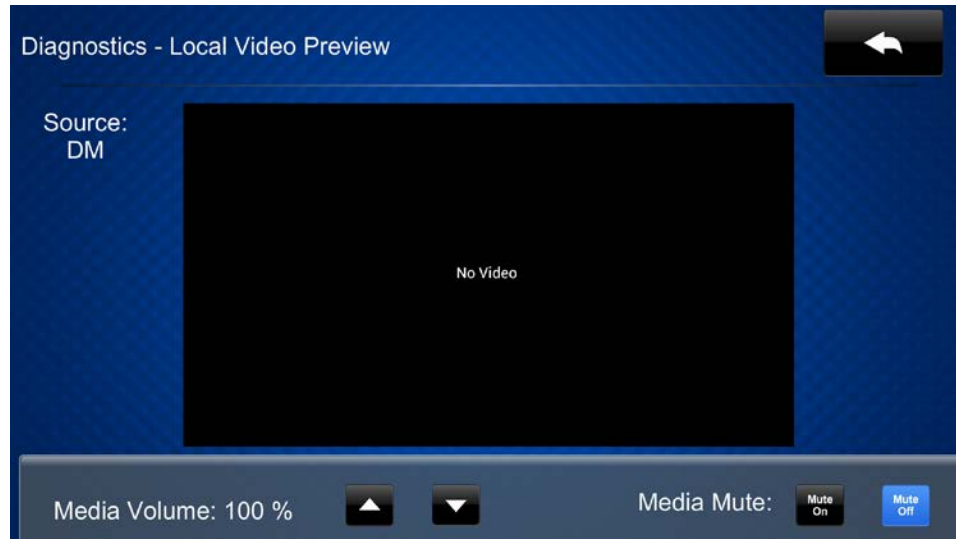 Diagnostics - Local Video Preview
Source:
DM
No Video
Media Volume: 100 %
Media Mute:
Mute
On
Mute
Off